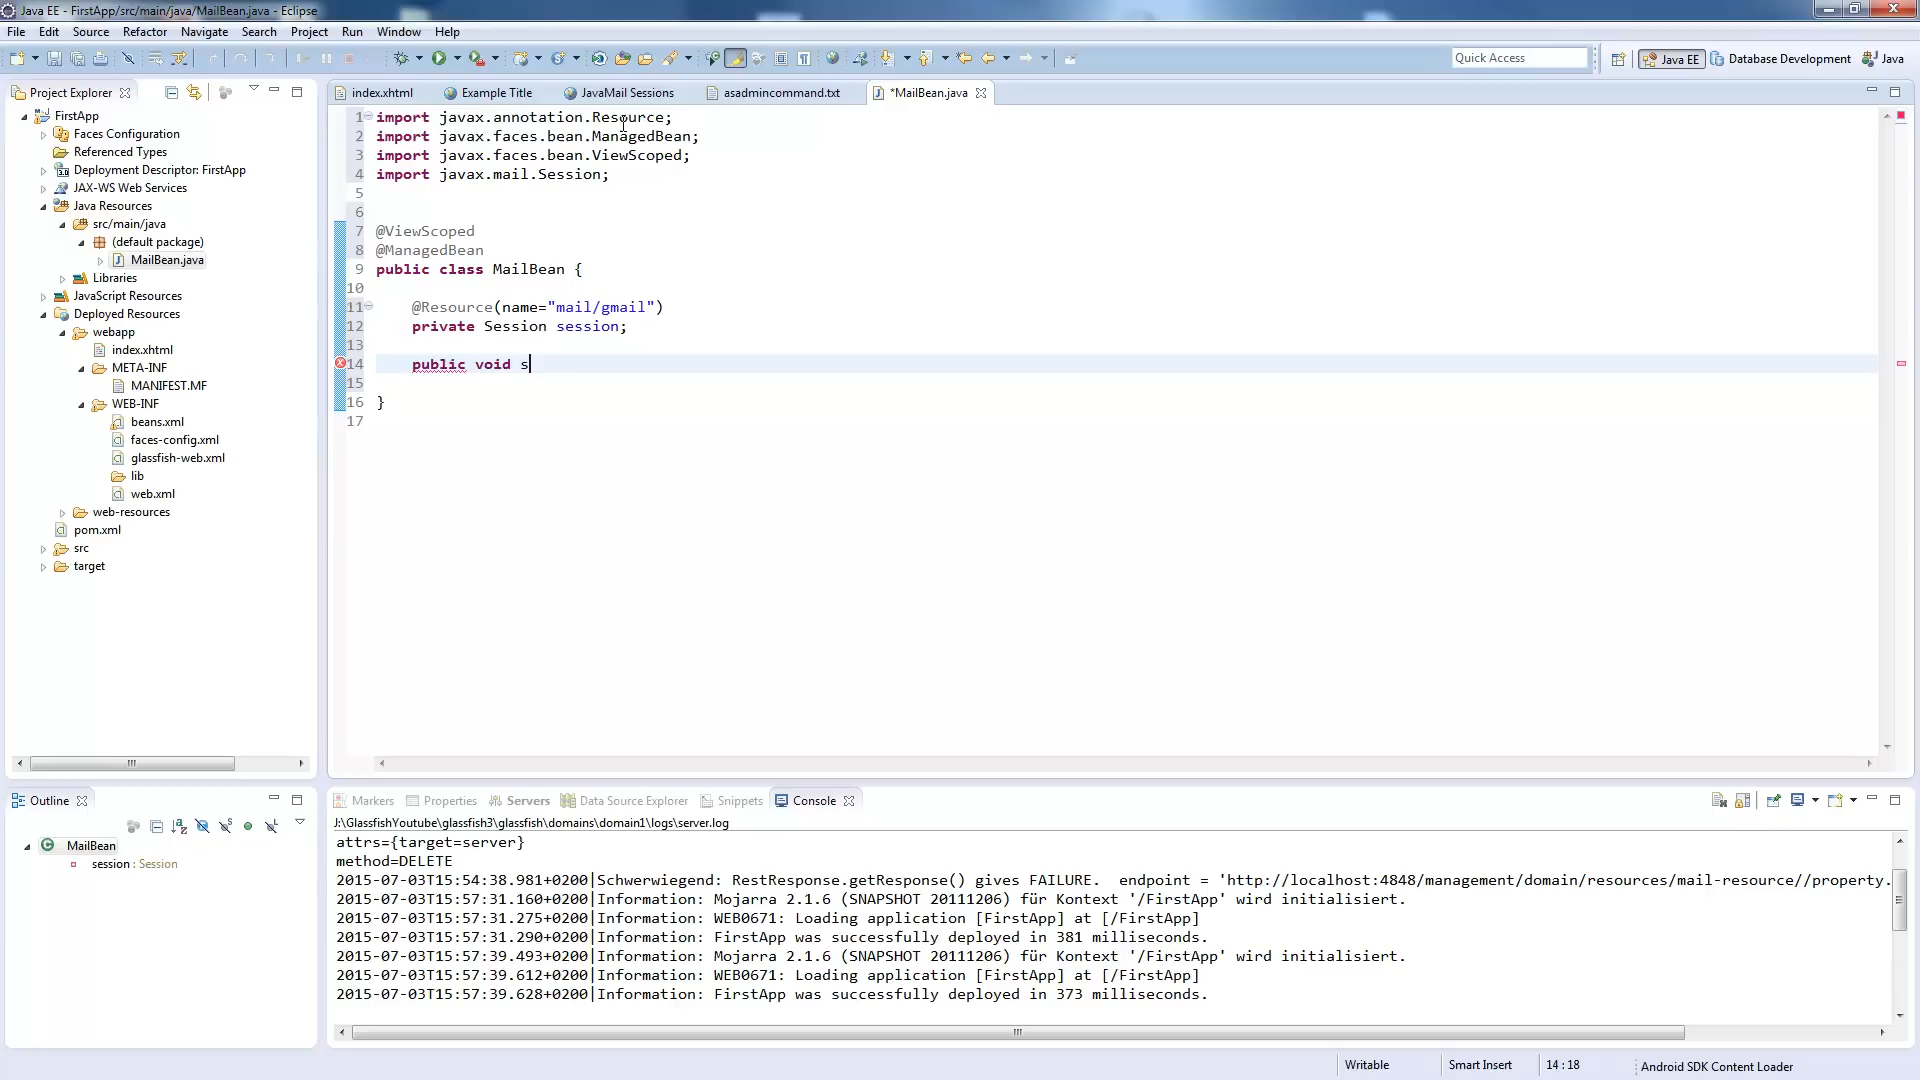 Java EE - FirstApp/src/main/java/MailBean.java - Eclipse
File Edit Source Refactor Navigate Search Project Run Window Help
Quick Access
Java EE
Database Development
Java
Project Explorer
index.xhtml
Example Title
JavaMail Sessions
asadmincommand.txt
*MailBean.java
FirstApp
Faces Configuration
Referenced Types
Deployment Descriptor: FirstApp
JAX-WS Web Services
Java Resources
src/main/java
(default package)
MailBean.java
Libraries
JavaScript Resources
Deployed Resources
webapp
index.xhtml
META-INF
MANIFEST.MF
WEB-INF
beans.xml
faces-config.xml
glassfish-web.xml
lib
web.xml
web-resources
pom.xml
src
target
1 import javax.annotation.Resource;
2 import javax.faces.bean.ManagedBean;
3 import javax.faces.bean.ViewScoped;
4 import javax.mail.Session;
5
6
7 @ViewScoped
8 @ManagedBean
9 public class MailBean {
10
11 @Resource(name="mail/gmail")
12 private Session session;
13
14 public void s
15
16 }
17
Outline
MailBean
session : Session
Markers
Properties
Servers
Data Source Explorer
Snippets
Console
J:\GlassfishYoutube\glassfish3\glassfish\domains\domain1\logs\server.log
attrs={target=server}
method=DELETE
2015-07-03T15:54:38.981+0200|Schwerwiegend: RestResponse.getResponse() gives FAILURE.  endpoint = 'http://localhost:4848/management/domain/resources/mail-resource//property.
2015-07-03T15:57:31.160+0200|Information: Mojarra 2.1.6 (SNAPSHOT 20111206) für Kontext '/FirstApp' wird initialisiert.
2015-07-03T15:57:31.275+0200|Information: WEB0671: Loading application [FirstApp] at [/FirstApp]
2015-07-03T15:57:31.290+0200|Information: FirstApp was successfully deployed in 381 milliseconds.
2015-07-03T15:57:39.493+0200|Information: Mojarra 2.1.6 (SNAPSHOT 20111206) für Kontext '/FirstApp' wird initialisiert.
2015-07-03T15:57:39.612+0200|Information: WEB0671: Loading application [FirstApp] at [/FirstApp]
2015-07-03T15:57:39.628+0200|Information: FirstApp was successfully deployed in 373 milliseconds.
Writable
Smart Insert
14 : 18
Android SDK Content Loader